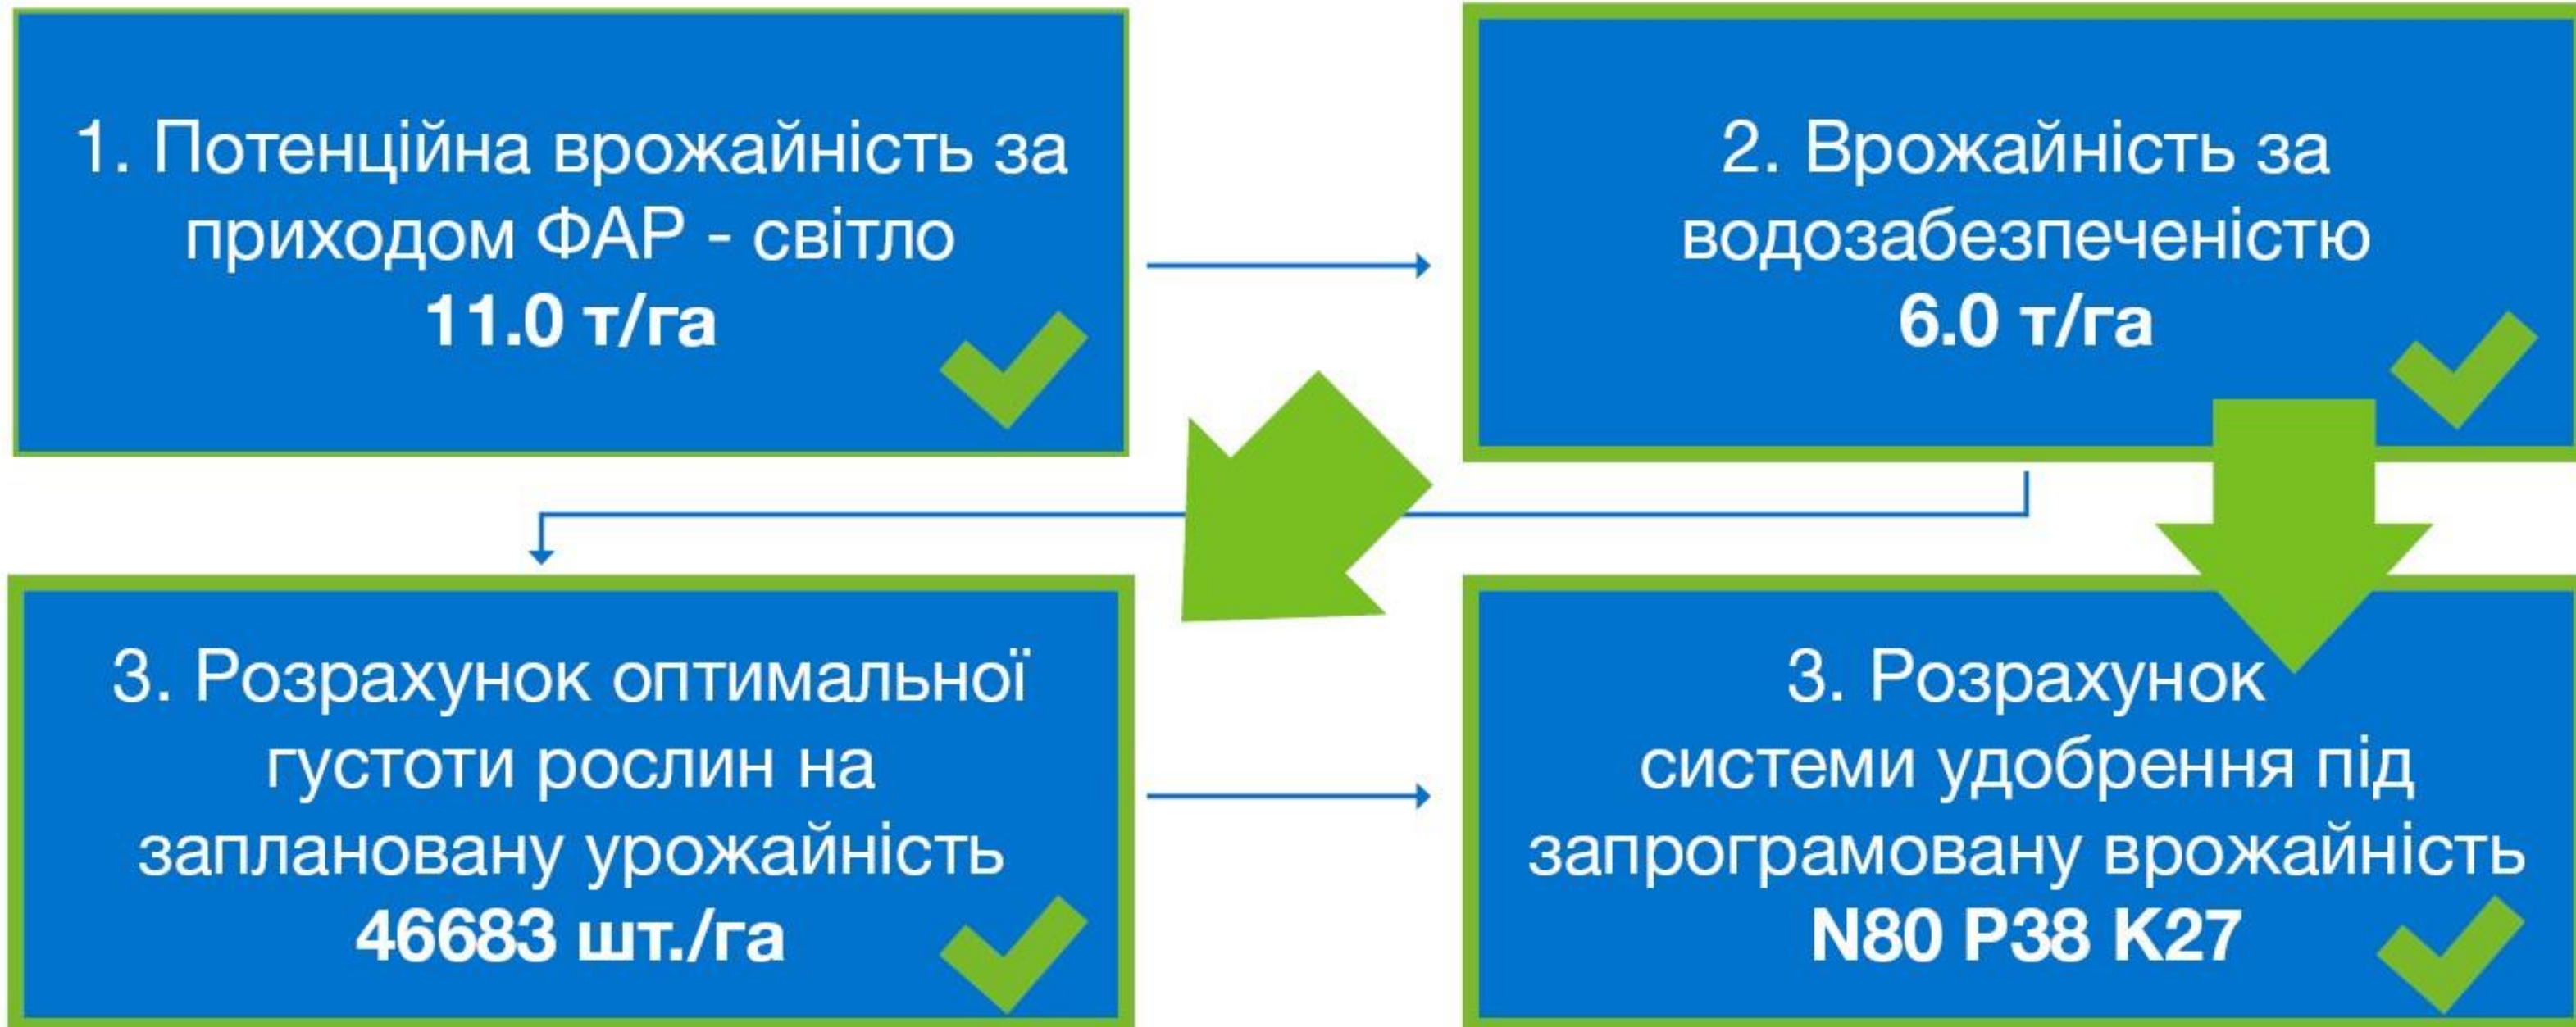 1. Потенційна врожайність за
приходом ФАР - світло
11.0 т/га
2. Врожайність за
водозабезпеченістю
6.0 т/га
3. Розрахунок оптимальної
густоти рослин на
заплановану урожайність
46683 шт./га
3. Розрахунок
системи удобрення під
запрограмовану врожайність
N80 P38 K27